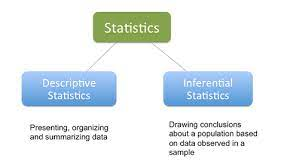 Statistics
Descriptive
Statistics
Inferential
Statistics
Presenting, organizing
and summarizing data
Drawing conclusions
about a population based
on data observed in a
sample